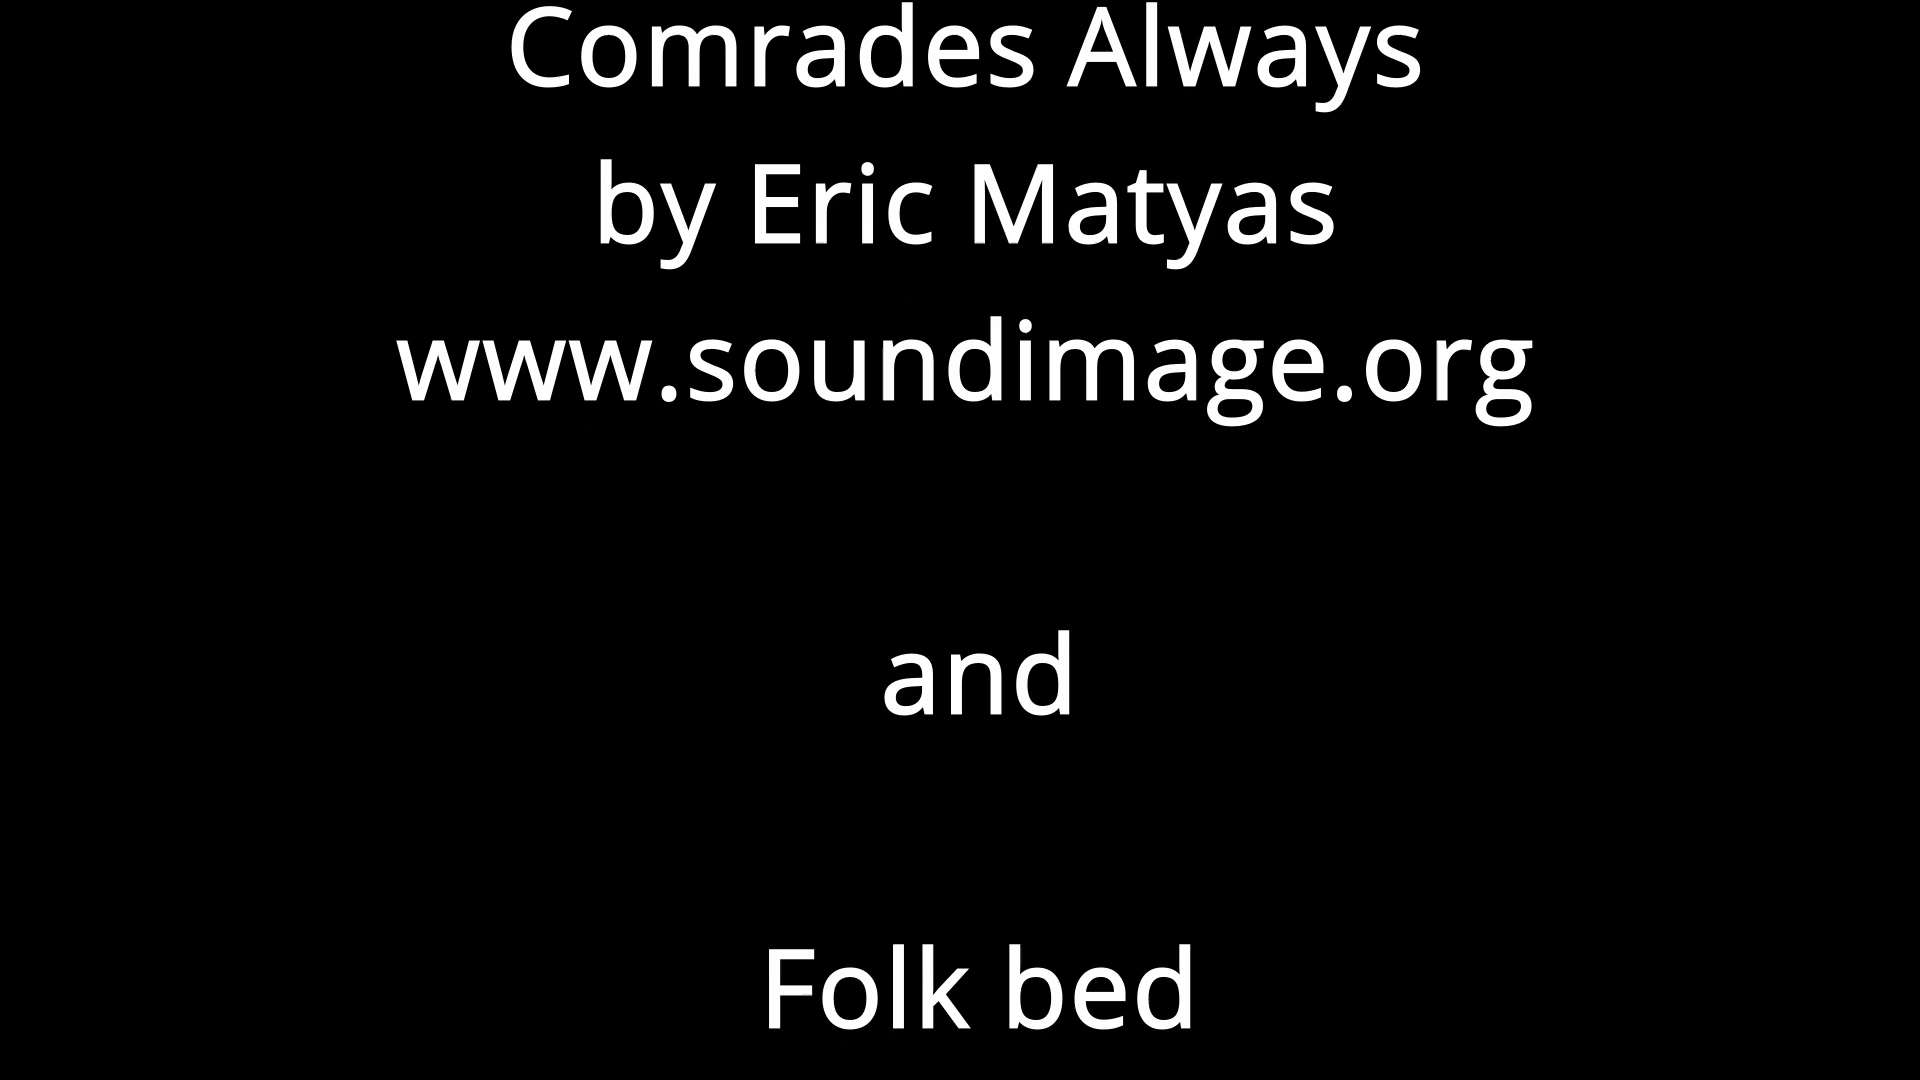 Comrades Always
by Eric Matyas
www.soundimage.org
and
Folk bed